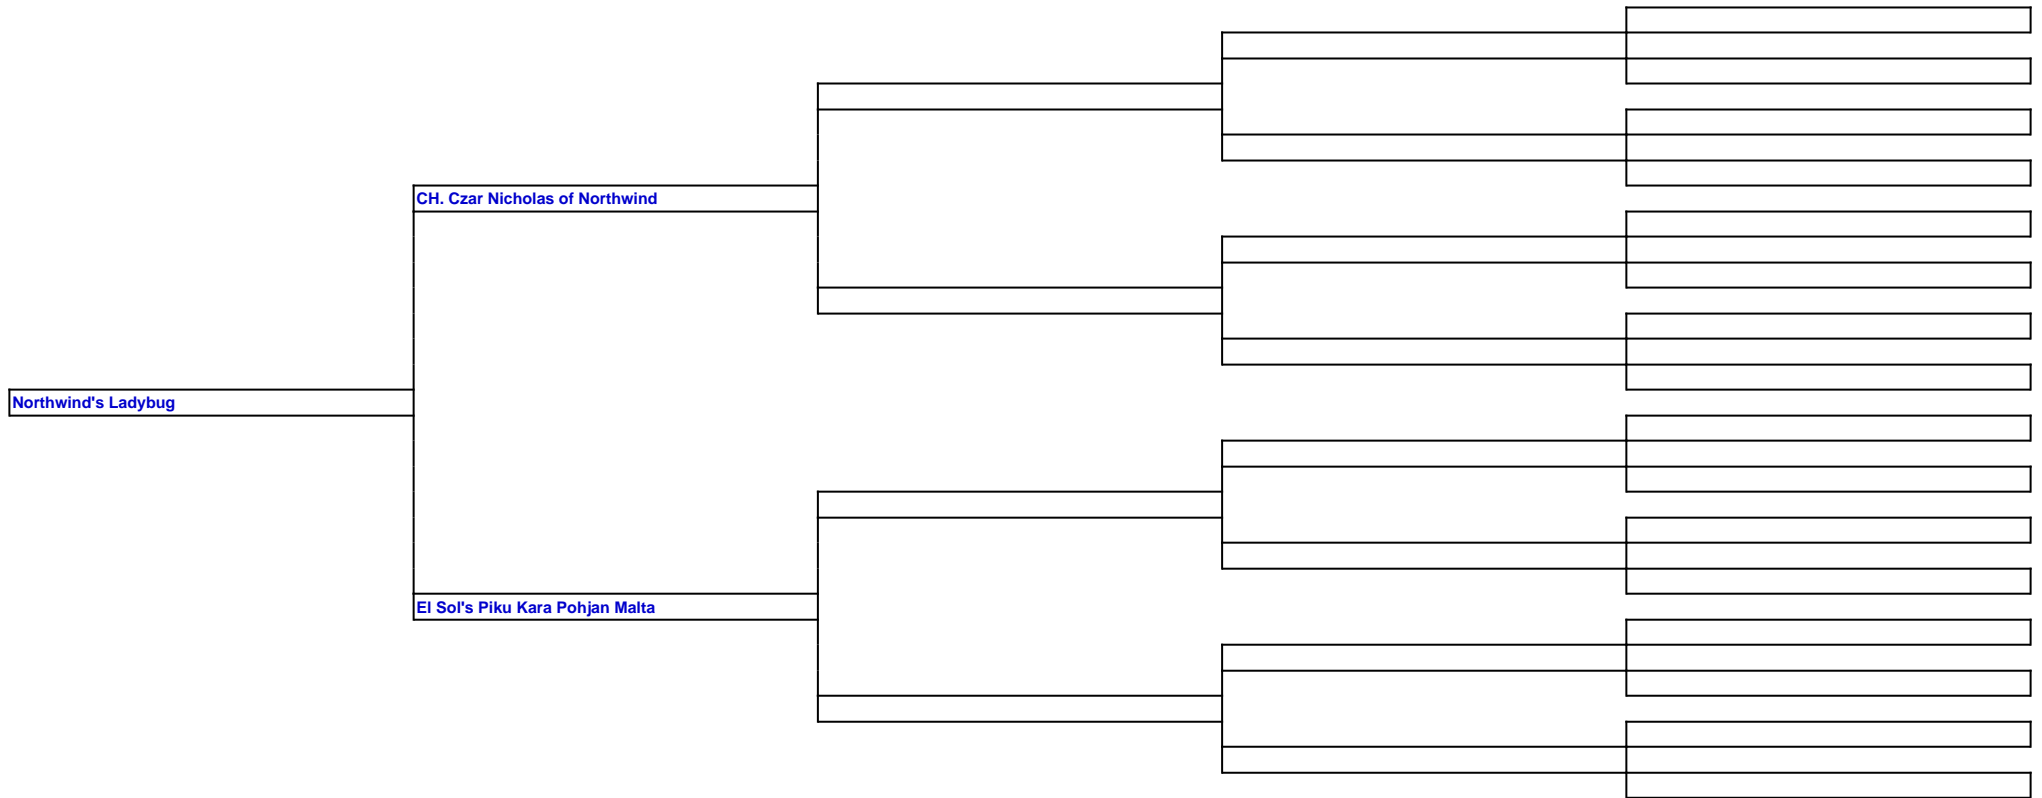 CH. Czar Nicholas of Northwind
Northwind's Ladybug
El Sol's Piku Kara Pohjan Malta